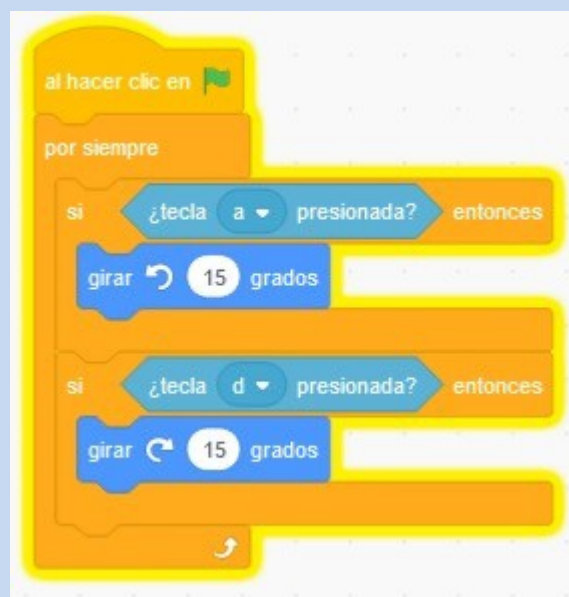 al hacer clic en
por siempre
si ¿tecla a presionada? entonces
girar 15 grados
si ¿tecla d presionada? entonces
girar 15 grados